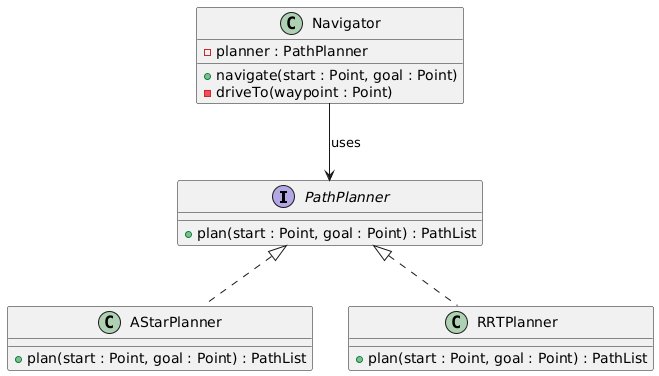 C Navigator
planner : PathPlanner
navigate(start : Point, goal : Point)
driveTo(waypoint : Point)
uses
I PathPlanner
plan(start : Point, goal : Point) : PathList
C AStarPlanner
plan(start : Point, goal : Point) : PathList
C RRTPlanner
plan(start : Point, goal : Point) : PathList